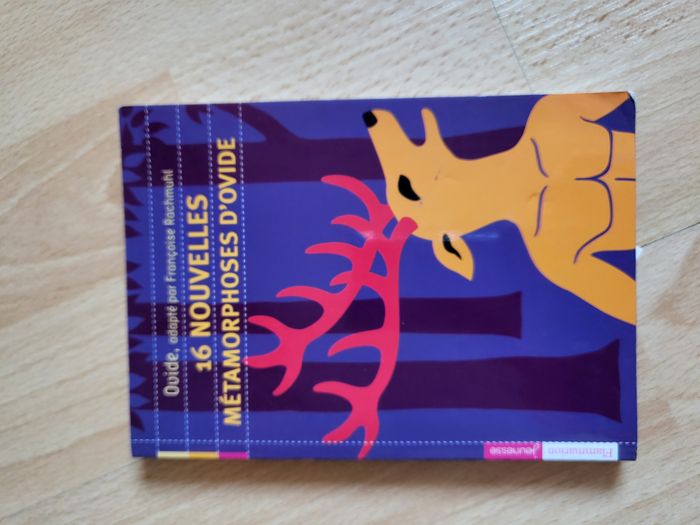 Ovide, adapté par Françoise Rachmuhl
16 NOUVELLES
MÉTAMORPHOSES D'OVIDE
Flammarion
jeunesse